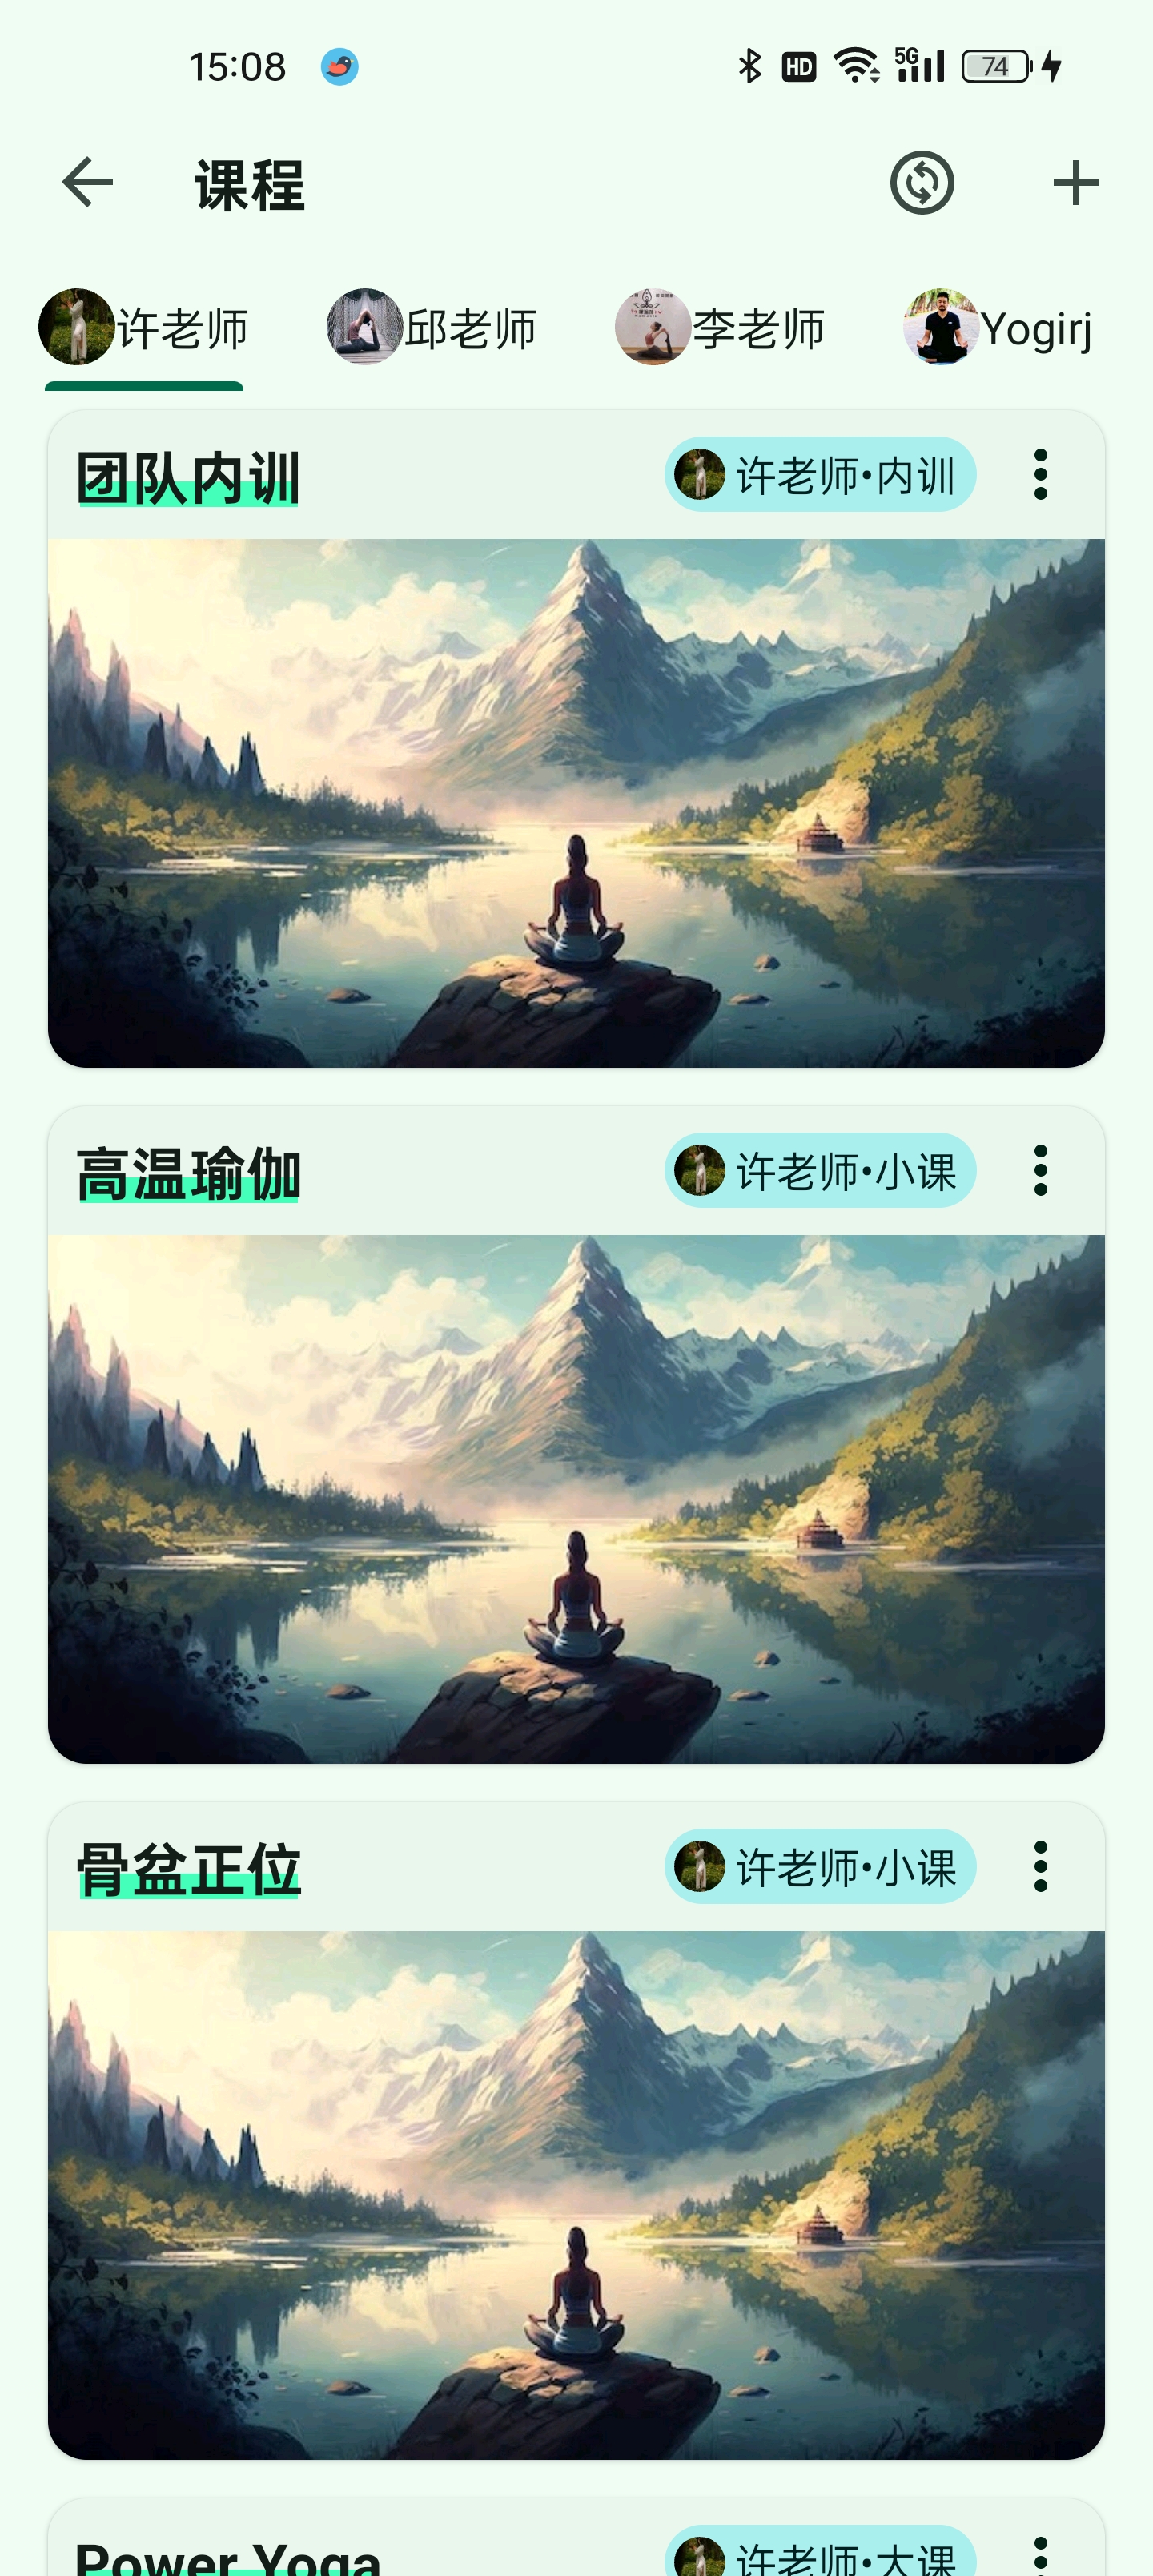 15:08 HD 5G 74
课程
许老师 邱老师 李老师 Yogirj
团队内训 许老师•内训
高温瑜伽 许老师•小课
骨盆正位 许老师•小课
Power Yoga 许老师•大课